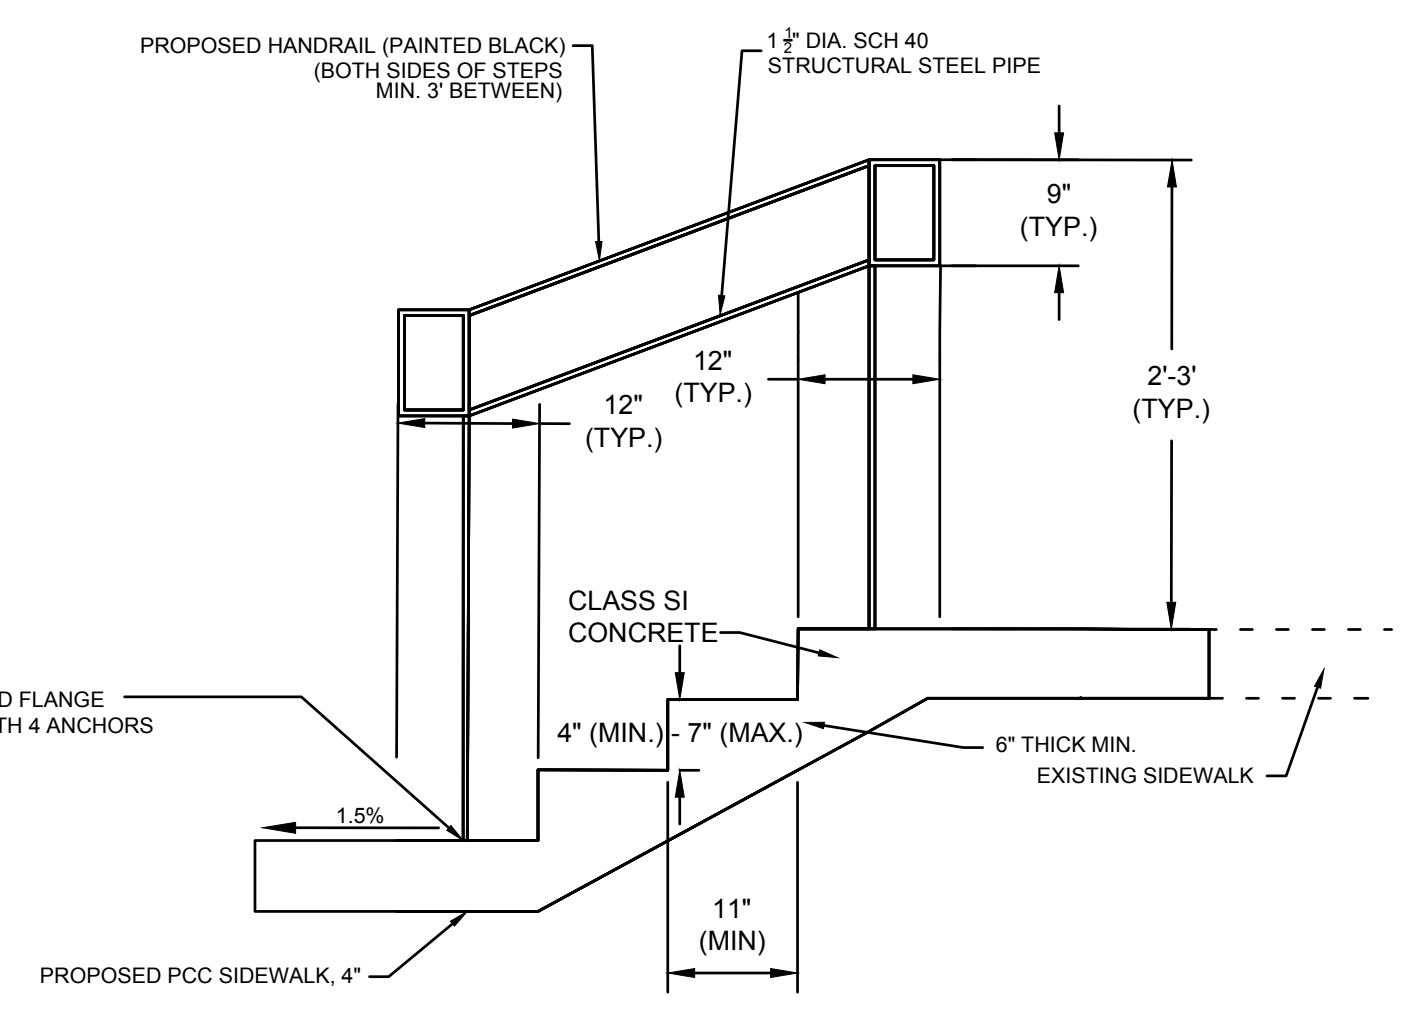 PROPOSED HANDRAIL (PAINTED BLACK)
(BOTH SIDES OF STEPS
MIN. 3' BETWEEN)
1 1/2" DIA. SCH 40
STRUCTURAL STEEL PIPE
9"
(TYP.)
12"
(TYP.)
12"
(TYP.)
2'-3'
(TYP.)
CLASS SI
CONCRETE
D FLANGE
TH 4 ANCHORS
4" (MIN.) - 7" (MAX.)
6" THICK MIN.
EXISTING SIDEWALK
1.5%
11"
(MIN)
PROPOSED PCC SIDEWALK, 4"